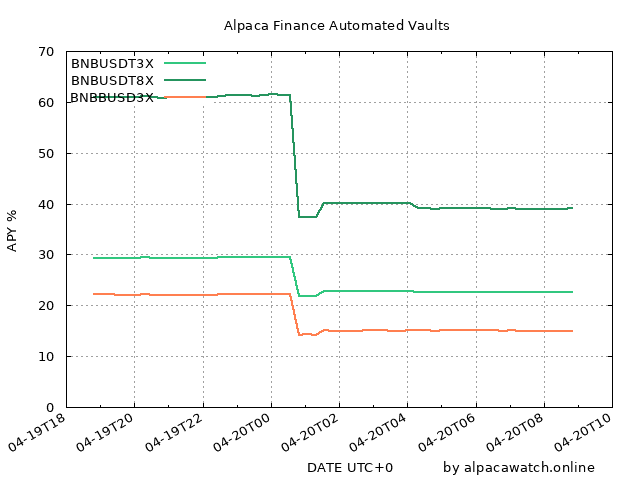 Alpaca Finance Automated Vaults
70
60
50
40
30
20
10
0
APY %
BNBUSDT3X
BNBUSDT8X
BNBBUSD3X
04-19T18
04-19T20
04-19T22
04-20T00
04-20T02
04-20T04
04-20T06
04-20T08
04-20T10
DATE UTC+0
by alpacawatch.online